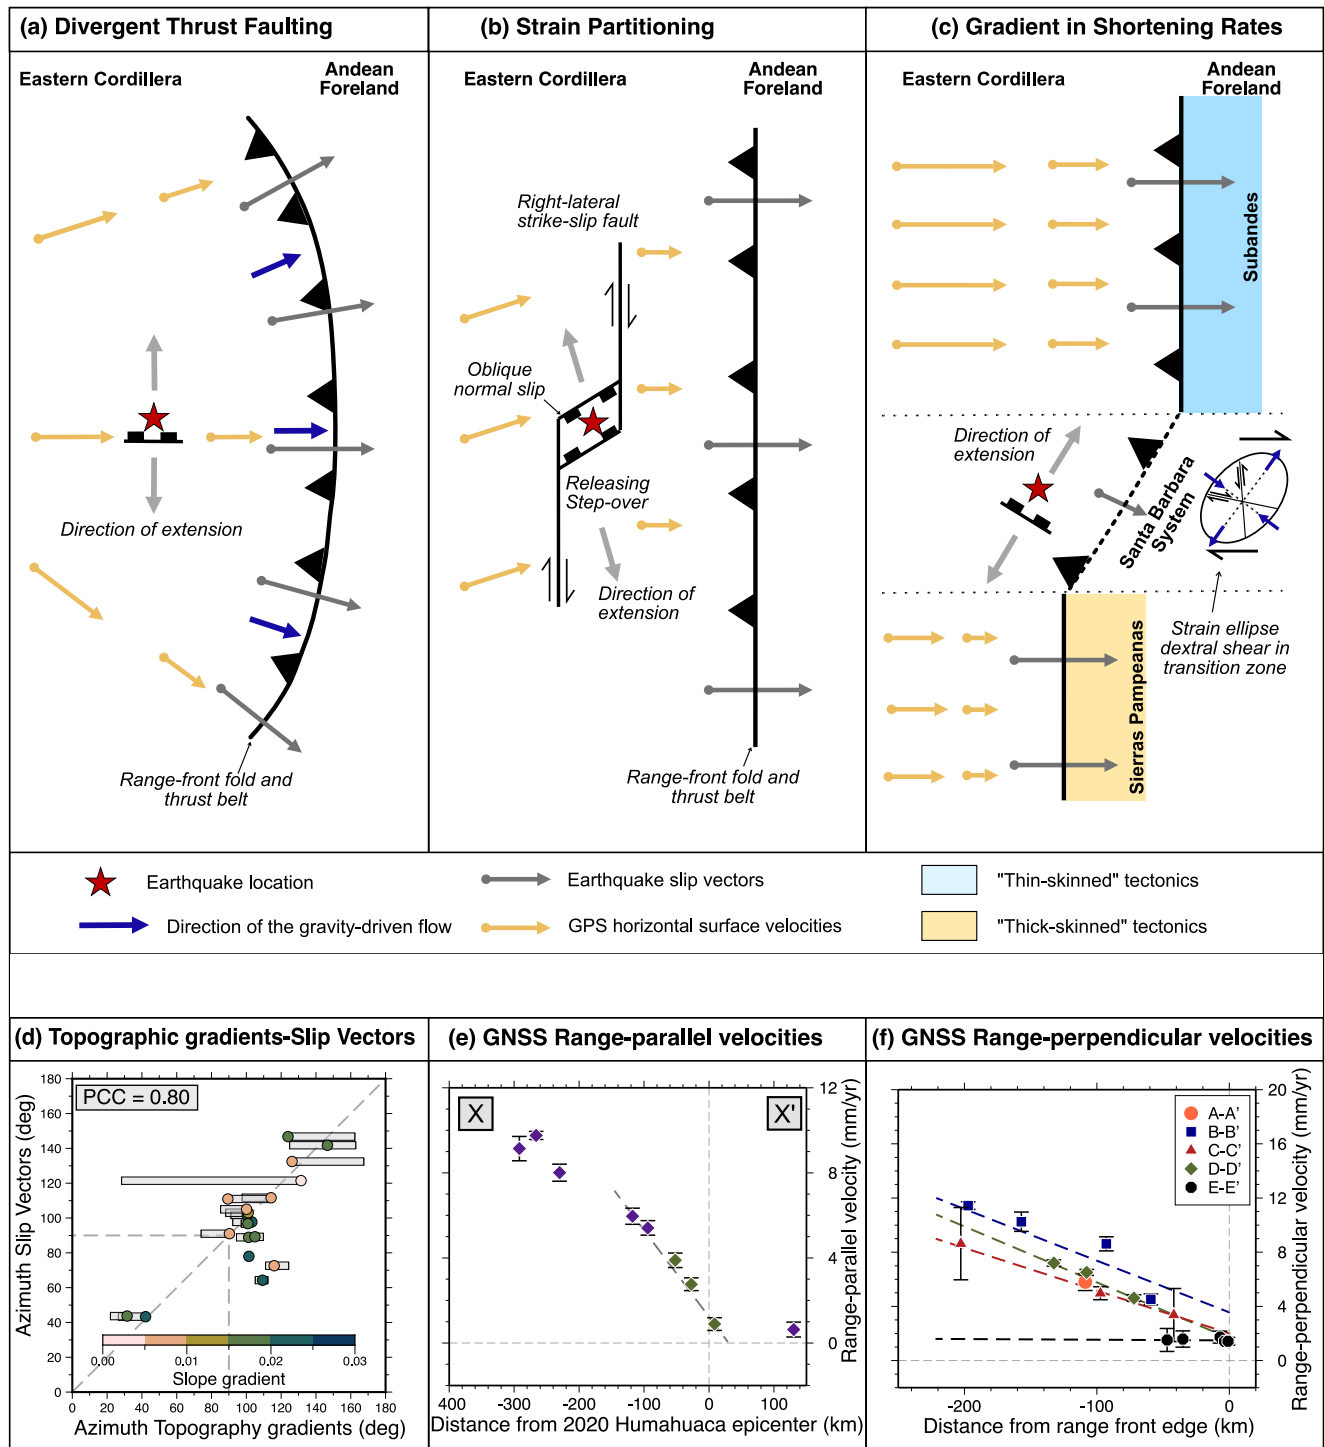 (a) Divergent Thrust Faulting
Eastern Cordillera
Andean
Foreland
Direction of extension
Range-front fold and
thrust belt
(b) Strain Partitioning
Eastern Cordillera
Andean
Foreland
Right-lateral
strike-slip fault
Oblique
normal slip
Releasing
Step-over
Direction of
extension
Range-front fold and
thrust belt
(c) Gradient in Shortening Rates
Eastern Cordillera
Andean
Foreland
Subandes
Direction of
extension
Santa Barbara
System
Sierras Pampeanas
Strain ellipse
dextral shear in
transition zone
Earthquake location
Earthquake slip vectors
"Thin-skinned" tectonics
Direction of the gravity-driven flow
GPS horizontal surface velocities
"Thick-skinned" tectonics
(d) Topographic gradients-Slip Vectors
PCC = 0.80
Azimuth Slip Vectors (deg)
180
160
140
120
100
80
60
40
20
0
0.00 0.01 0.02 0.03
Slope gradient
0 20 40 60 80 100 120 140 160 180
Azimuth Topography gradients (deg)
(e) GNSS Range-parallel velocities
X
X'
12
8
4
0
Range-parallel velocity (mm/yr)
400 -300 -200 -100 0 100
Distance from 2020 Humahuaca epicenter (km)
(f) GNSS Range-perpendicular velocities
A-A'
B-B'
C-C'
D-D'
E-E'
20
16
12
8
4
0
Range-perpendicular velocity (mm/yr)
-200 -100 0
Distance from range front edge (km)